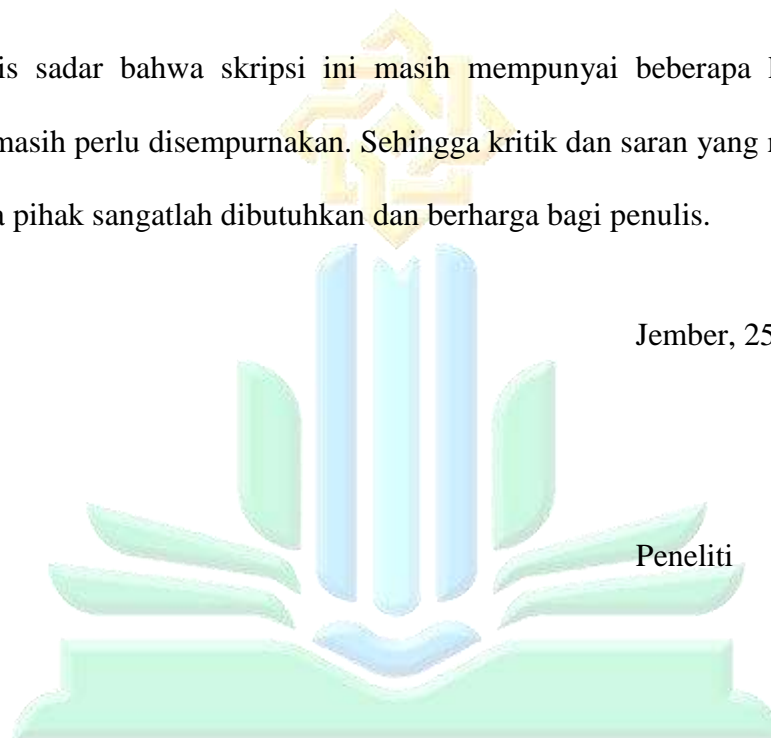 is sadar bahwa skripsi ini masih mempunyai beberapa
masih perlu disempurnakan. Sehingga kritik dan saran yang
a pihak sangatlah dibutuhkan dan berharga bagi penulis.
Jember, 25
Peneliti